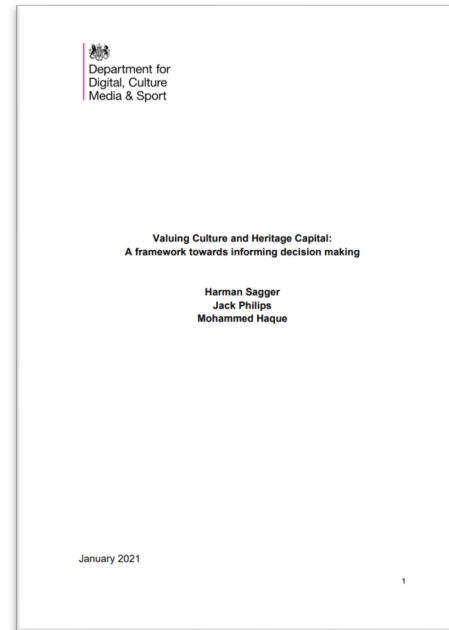 Department for
Digital, Culture
Media & Sport
Valuing Culture and Heritage Capital:
A framework towards informing decision making
Harman Sagger
Jack Philips
Mohammed Haque
January 2021
1